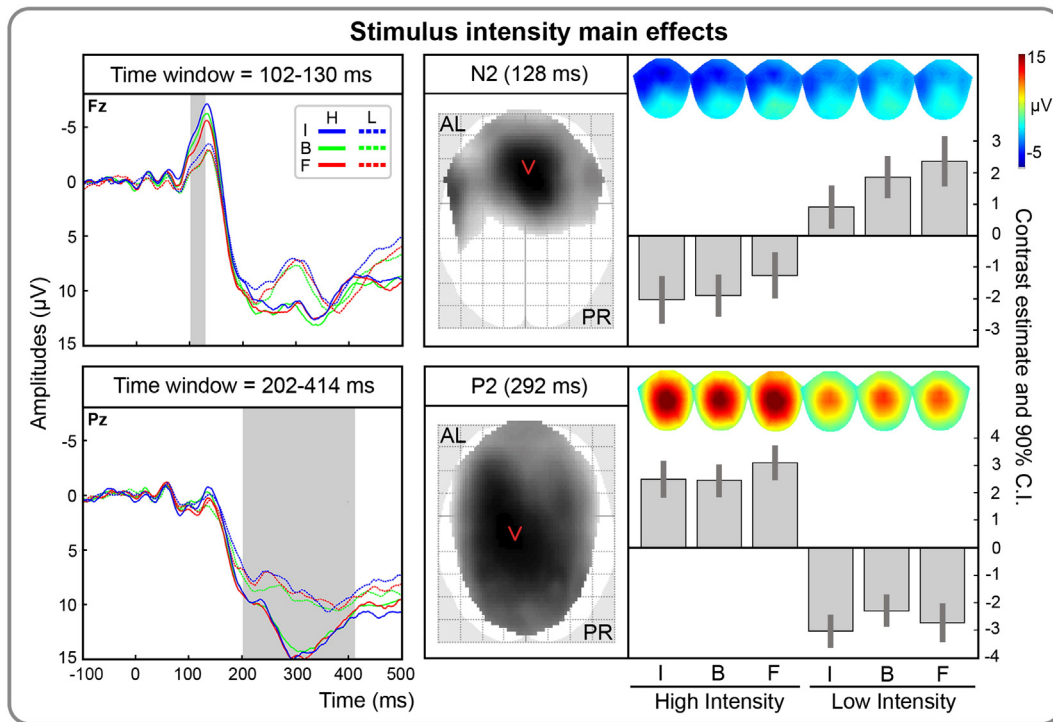 Stimulus intensity main effects
Time window = 102-130 ms
Fz
H L
I
B
F
-5
0
5
10
15
N2 (128 ms)
AL
PR
15
µV
-5
3
2
1
0
-1
-2
-3
Time window = 202-414 ms
Pz
-5
0
5
10
15
-100 0 100 200 300 400 500
Time (ms)
Amplitudes (µV)
P2 (292 ms)
AL
PR
4
3
2
1
0
-1
-2
-3
-4
Contrast estimate and 90% C.I.
I B F I B F
High Intensity Low Intensity